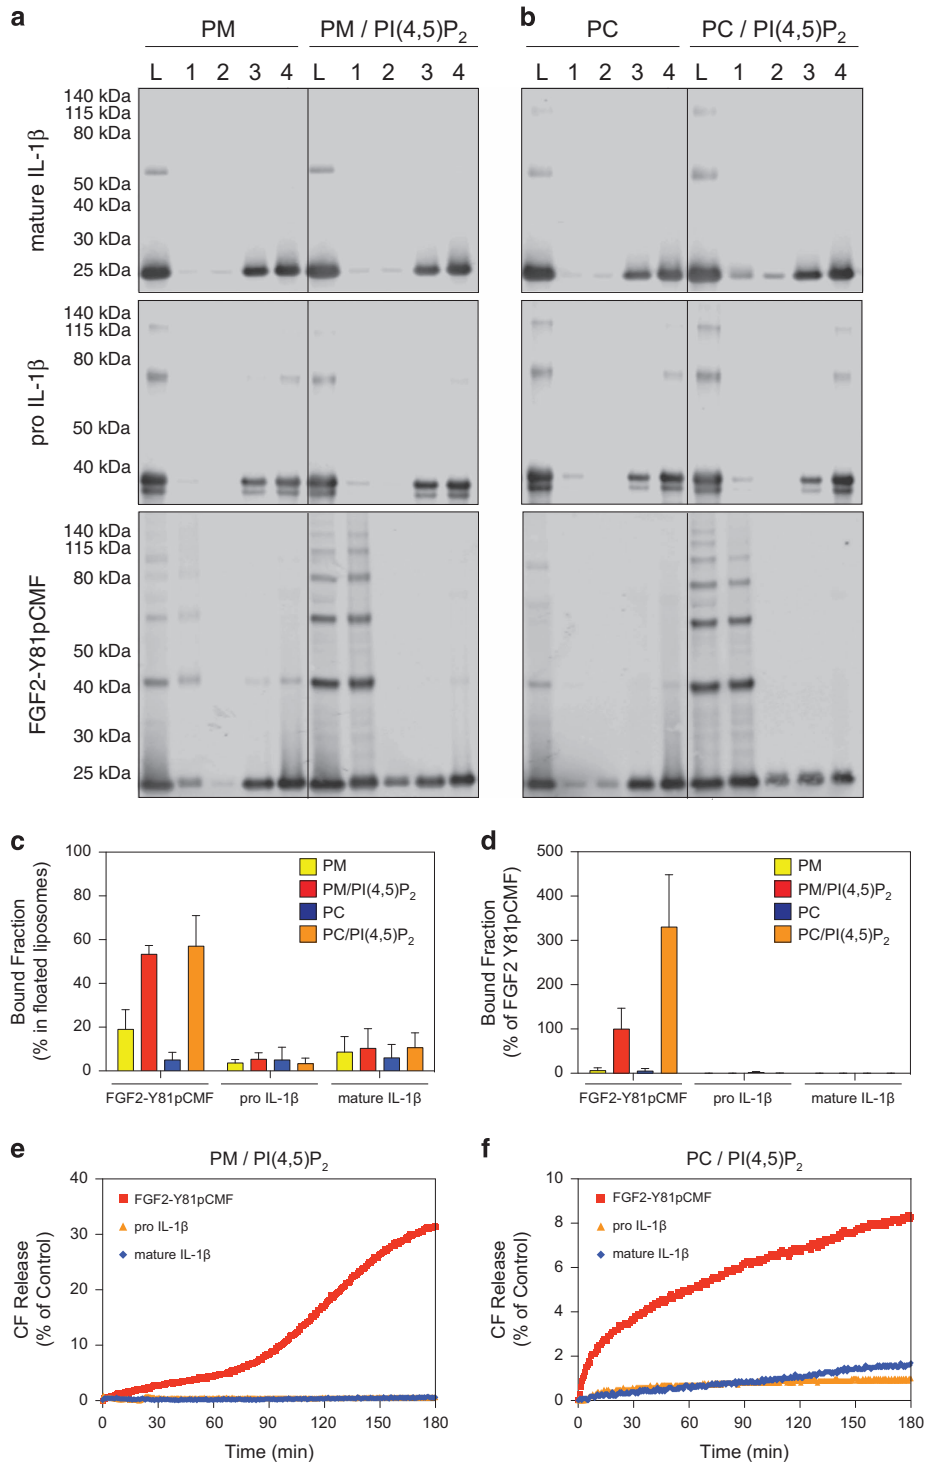 a
b
PM
PM / PI(4,5)P2
PC
PC / PI(4,5)P2
L 1 2 3 4 L 1 2 3 4
L 1 2 3 4 L 1 2 3 4
mature IL-1β
140 kDa
115 kDa
80 kDa
50 kDa
40 kDa
30 kDa
25 kDa
pro IL-1β
140 kDa
115 kDa
80 kDa
50 kDa
40 kDa
FGF2-Y81pCMF
140 kDa
115 kDa
80 kDa
50 kDa
40 kDa
30 kDa
25 kDa
c
Bound Fraction
(% in floated liposomes)
100
80
60
40
20
0
PM
PM/PI(4,5)P2
PC
PC/PI(4,5)P2
FGF2-Y81pCMF
pro IL-1β
mature IL-1β
d
Bound Fraction
(% of FGF2 Y81pCMF)
500
400
300
200
100
0
PM
PM/PI(4,5)P2
PC
PC/PI(4,5)P2
FGF2-Y81pCMF
pro IL-1β
mature IL-1β
e
PM / PI(4,5)P2
CF Release
(% of Control)
40
30
20
10
0
FGF2-Y81pCMF
pro IL-1β
mature IL-1β
0 30 60 90 120 150 180
Time (min)
f
PC / PI(4,5)P2
CF Release
(% of Control)
10
8
6
4
2
0
FGF2-Y81pCMF
pro IL-1β
mature IL-1β
0 30 60 90 120 150 180
Time (min)